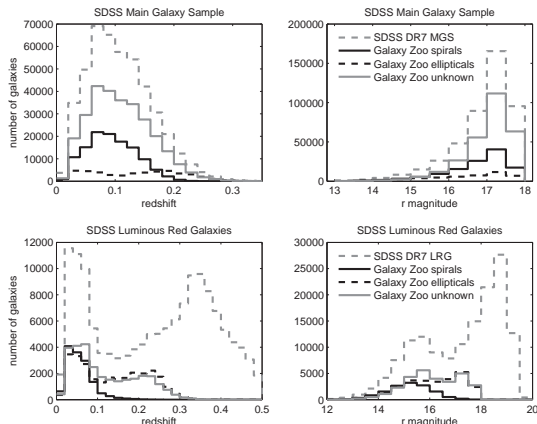 SDSS Main Galaxy Sample
number of galaxies
70000
60000
50000
40000
30000
20000
10000
0
0 0.1 0.2 0.3
redshift
SDSS Main Galaxy Sample
200000
150000
100000
50000
0
SDSS DR7 MGS
Galaxy Zoo spirals
Galaxy Zoo ellipticals
Galaxy Zoo unknown
13 14 15 16 17 18
r magnitude
SDSS Luminous Red Galaxies
number of galaxies
12000
10000
8000
6000
4000
2000
0
0 0.1 0.2 0.3 0.4 0.5
redshift
SDSS Luminous Red Galaxies
30000
25000
20000
15000
10000
5000
0
SDSS DR7 LRG
Galaxy Zoo spirals
Galaxy Zoo ellipticals
Galaxy Zoo unknown
12 14 16 18 20
r magnitude